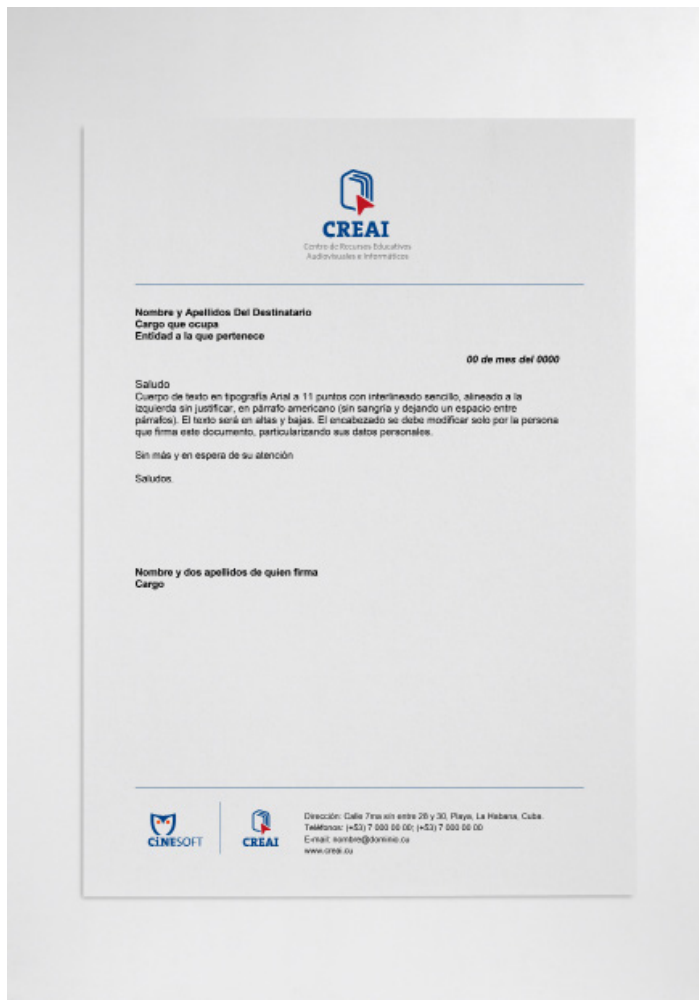 CREAI
Centro de Recursos Educativos
Audiovisuales e Informáticos
Nombre y Apellidos Del Destinatario
Cargo que ocupa
Entidad a la que pertenece
00 de mes del 0000
Saludo
Cuerpo de texto en tipografía Arial a 11 puntos con interlineado sencillo, alineado a la
izquierda sin justificar, en párrafo americano (sin sangría y dejando un espacio entre
párrafos). El texto será en altas y bajas. El encabezado se debe modificar solo por la persona
que firma este documento, particularizando sus datos personales.
Sin más y en espera de su atención
Saludos.
Nombre y dos apellidos de quien firma
Cargo
CiNESOFT
CREAI
Dirección: Calle 7ma s/n entre 28 y 30, Playa, La Habana, Cuba.
Teléfonos: (+53) 7 000 00 00; (+53) 7 000 00 00
E-mail: nombre@dominio.cu
www.creai.cu